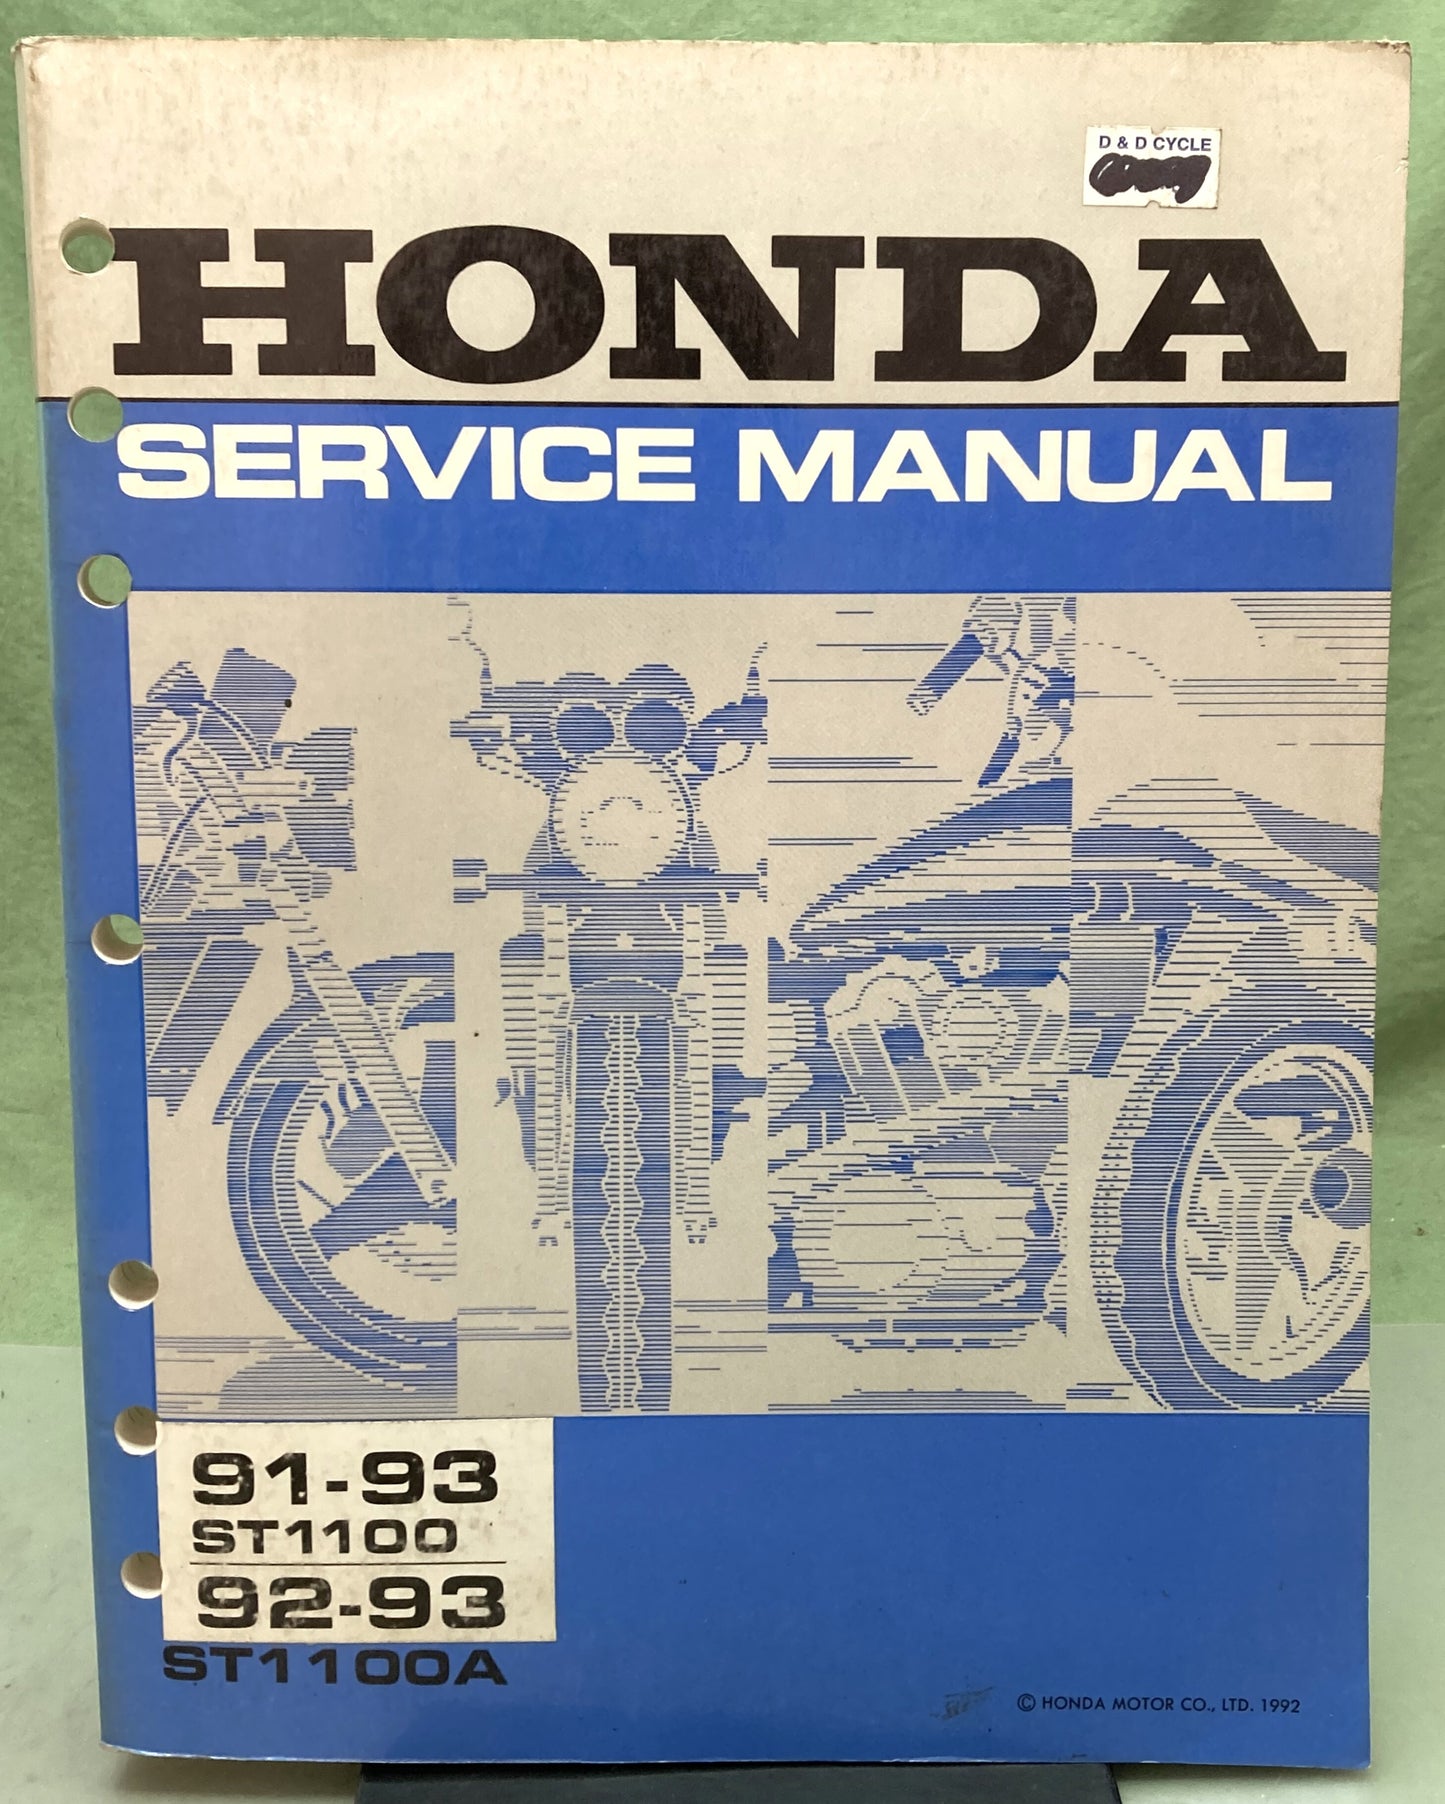 D & D CYCLE
HONDA
SERVICE MANUAL
91-93
ST1100
92-93
ST1100A
© HONDA MOTOR CO., LTD. 1992